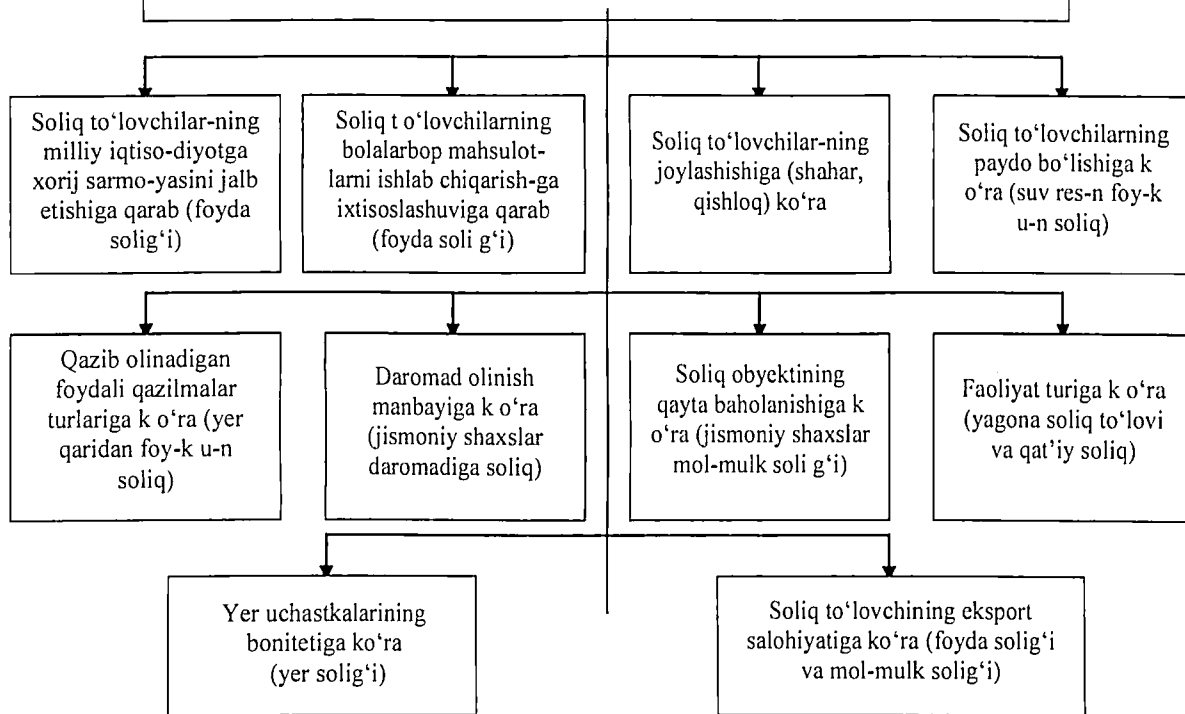 Soliq to‘lovchilar-ning
milliy iqtiso-diyotga
xorij sarmo-yasini jalb
etishiga qarab (foyda
solig‘i)
Soliq t o‘lovchilarning
bolalarbop mahsulot-
larni ishlab chiqarish-ga
ixtisoslashuviga qarab
(foyda soli g‘i)
Soliq to‘lovchilar-ning
joylashishiga (shahar,
qishloq) ko‘ra
Soliq to‘lovchilarning
paydo bo‘lishiga k
o‘ra (suv res-n foy-k
u-n soliq)
Qazib olinadigan
foydali qazilmalar
turlariga k o‘ra (yer
qaridan foy-k u-n
soliq)
Daromad olinish
manbayiga k o‘ra
(jismoniy shaxslar
daromadiga soliq)
Soliq obyektining
qayta baholanishiga k
o‘ra (jismoniy shaxslar
mol-mulk soli g‘i)
Faoliyat turiga k o‘ra
(yagona soliq to‘lovi
va qat’iy soliq)
Yer uchastkalarining
bonitetiga ko‘ra
(yer solig‘i)
Soliq to‘lovchining eksport
salohiyatiga ko‘ra (foyda solig‘i
va mol-mulk solig‘i)